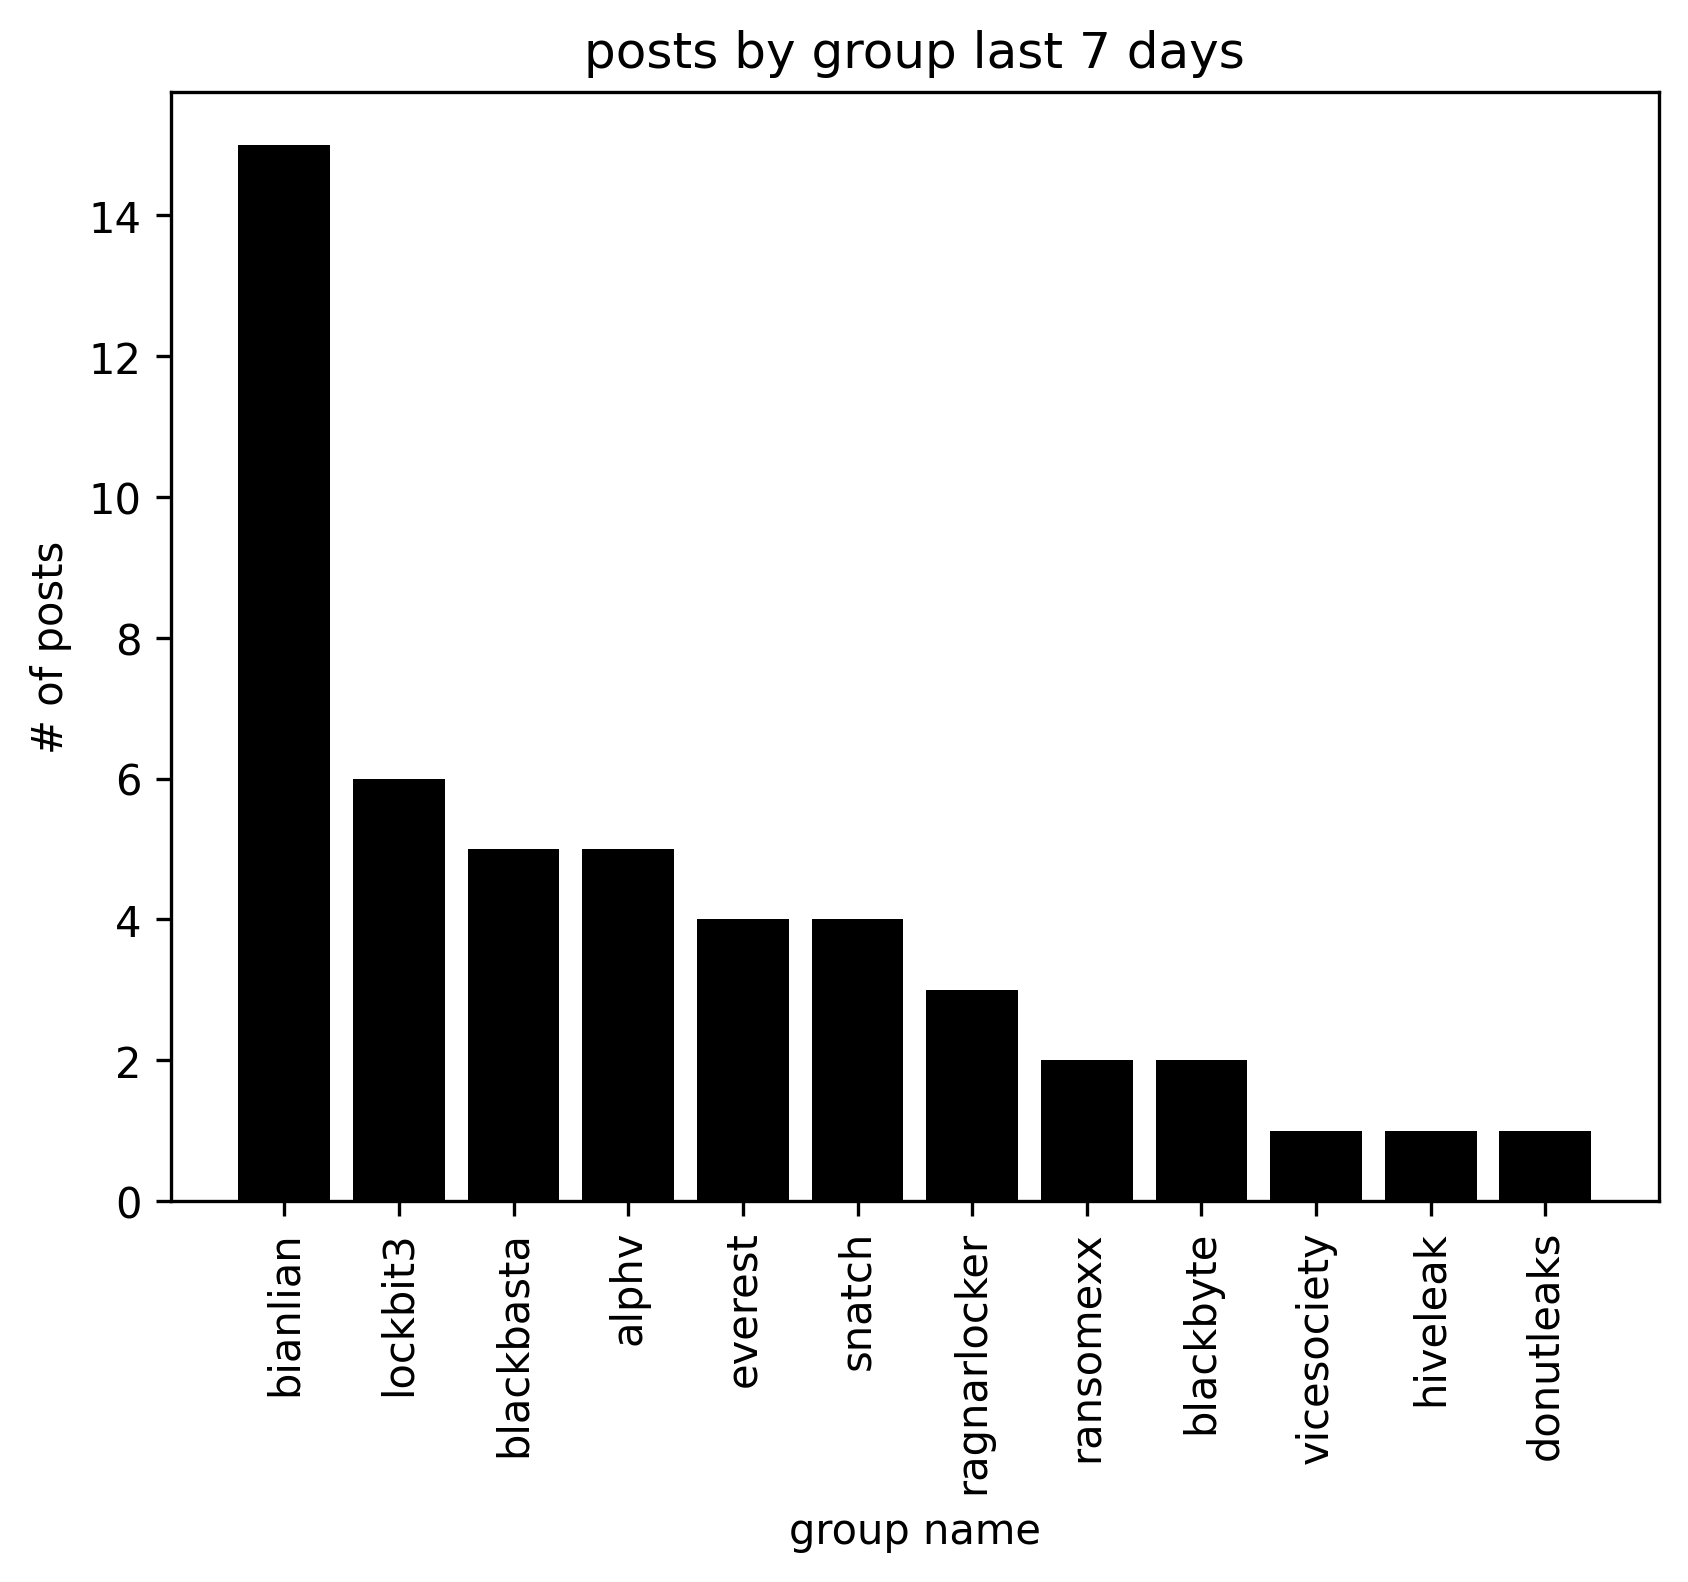 posts by group last 7 days
# of posts
14
12
10
8
6
4
2
0
bianlian
lockbit3
blackbasta
alphv
everest
snatch
ragnarlocker
ransomexx
blackbyte
vicesociety
hiveleak
donutleaks
group name